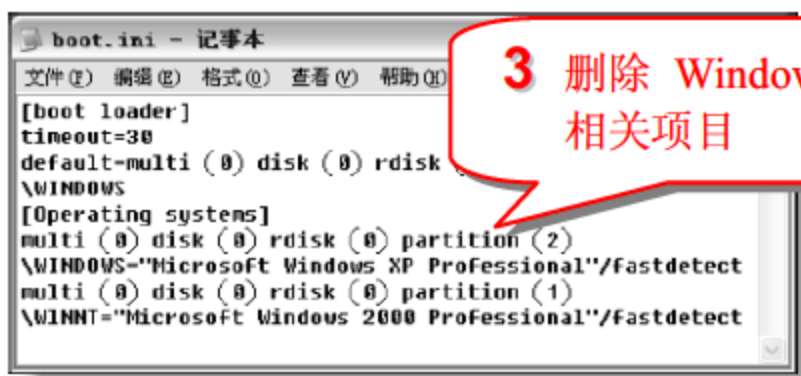 boot.ini - 记事本
文件(F) 编辑(E) 格式(O) 查看(V) 帮助(H)
3 删除 Window
相关项目
[boot loader]
timeout=30
default-multi (0) disk (0) rdisk (
\WINDOWS
[Operating systems]
multi (0) disk (0) rdisk (0) partition (2)
\WINDOWS="Microsoft Windows XP Professional"/fastdetect
multi (0) disk (0) rdisk (0) partition (1)
\WINNT="Microsoft Windows 2000 Professional"/fastdetect